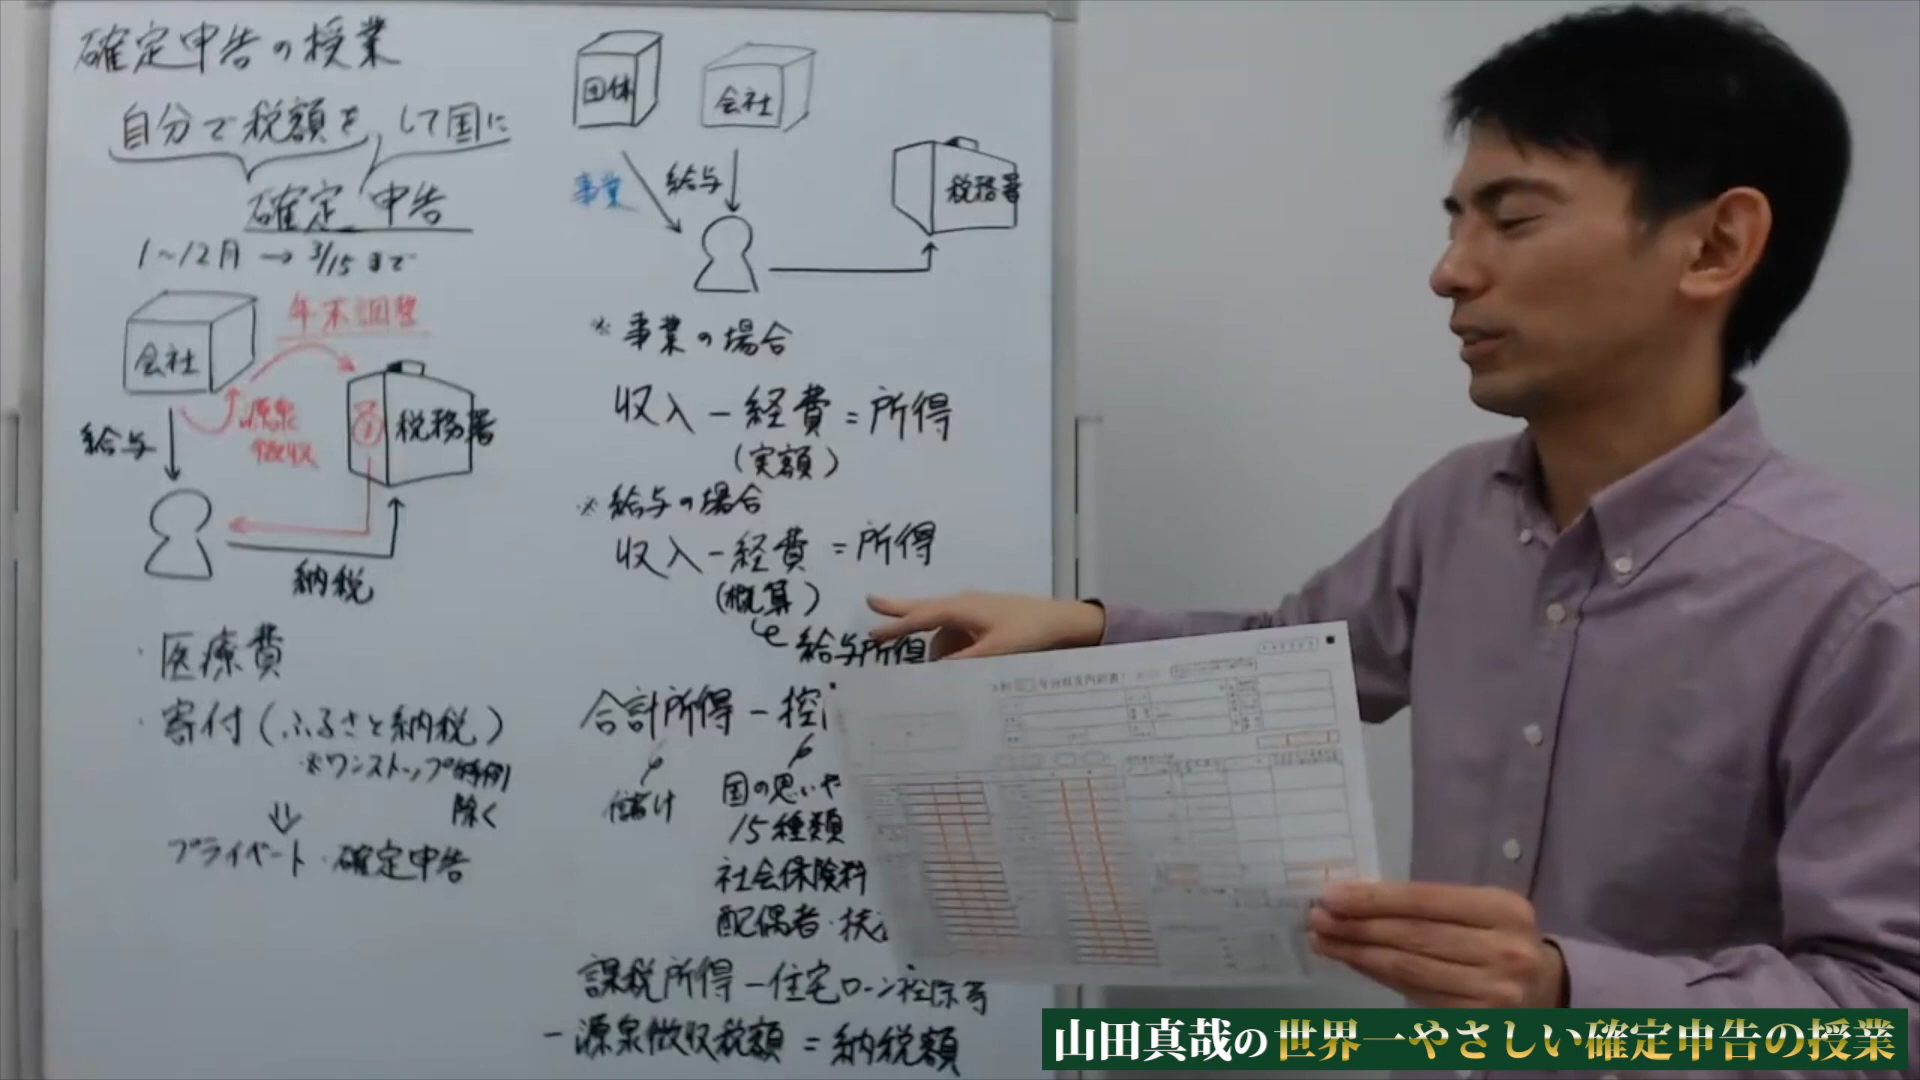 確定申告の授業
自分で税額を、して国に
確定 申告
1〜12月 → 3/15まで
年末調整
会社
源泉
徴収
税務署
給与
納税
・医療費
・寄付(ふるさと納税)
※ワンストップ特例
除く
⇓
プライベート・確定申告
団体
会社
事業
給与
税務署
※事業の場合
収入 − 経費 = 所得
(実額)
※給与の場合
収入 − 経費 = 所得
(概算)
給与所得
合計所得 − 控
儲け
国の思いや
15種類
社会保険料
配偶者・扶
課税所得 − 住宅ローン控除等
− 源泉徴収税額 = 納税額
山田真哉の世界一やさしい確定申告の授業